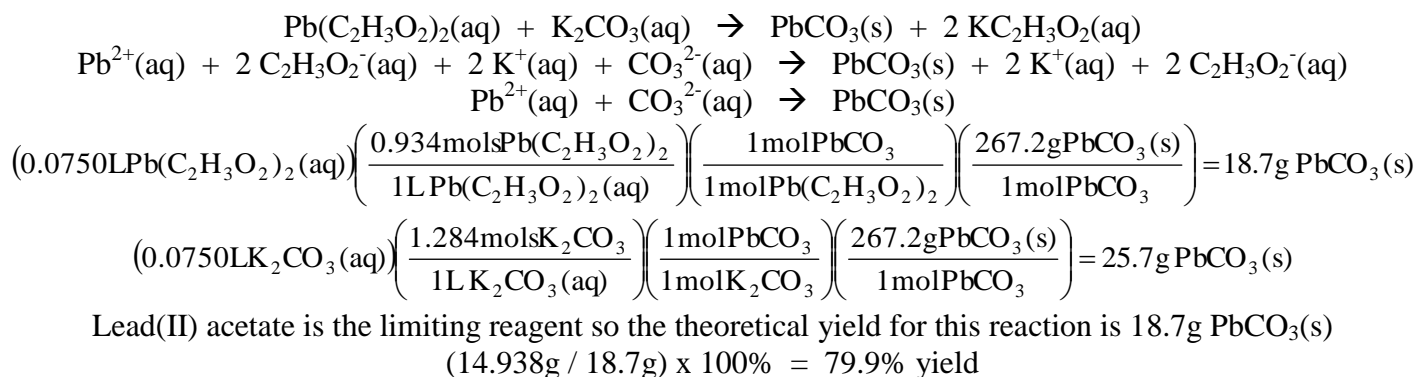 Pb(C₂H₃O₂)₂(aq) + K₂CO₃(aq) → PbCO₃(s) + 2 KC₂H₃O₂(aq)
Pb²⁺(aq) + 2 C₂H₃O₂⁻(aq) + 2 K⁺(aq) + CO₃²⁻(aq) → PbCO₃(s) + 2 K⁺(aq) + 2 C₂H₃O₂⁻(aq)
Pb²⁺(aq) + CO₃²⁻(aq) → PbCO₃(s)
(0.0750LPb(C₂H₃O₂)₂(aq))(0.934molsPb(C₂H₃O₂)₂ / 1L Pb(C₂H₃O₂)₂(aq))(1molPbCO₃ / 1molPb(C₂H₃O₂)₂)(267.2gPbCO₃(s) / 1molPbCO₃) = 18.7g PbCO₃(s)
(0.0750LK₂CO₃(aq))(1.284molsK₂CO₃ / 1L K₂CO₃(aq))(1molPbCO₃ / 1molK₂CO₃)(267.2gPbCO₃(s) / 1molPbCO₃) = 25.7g PbCO₃(s)
Lead(II) acetate is the limiting reagent so the theoretical yield for this reaction is 18.7g PbCO₃(s)
(14.938g / 18.7g) x 100% = 79.9% yield